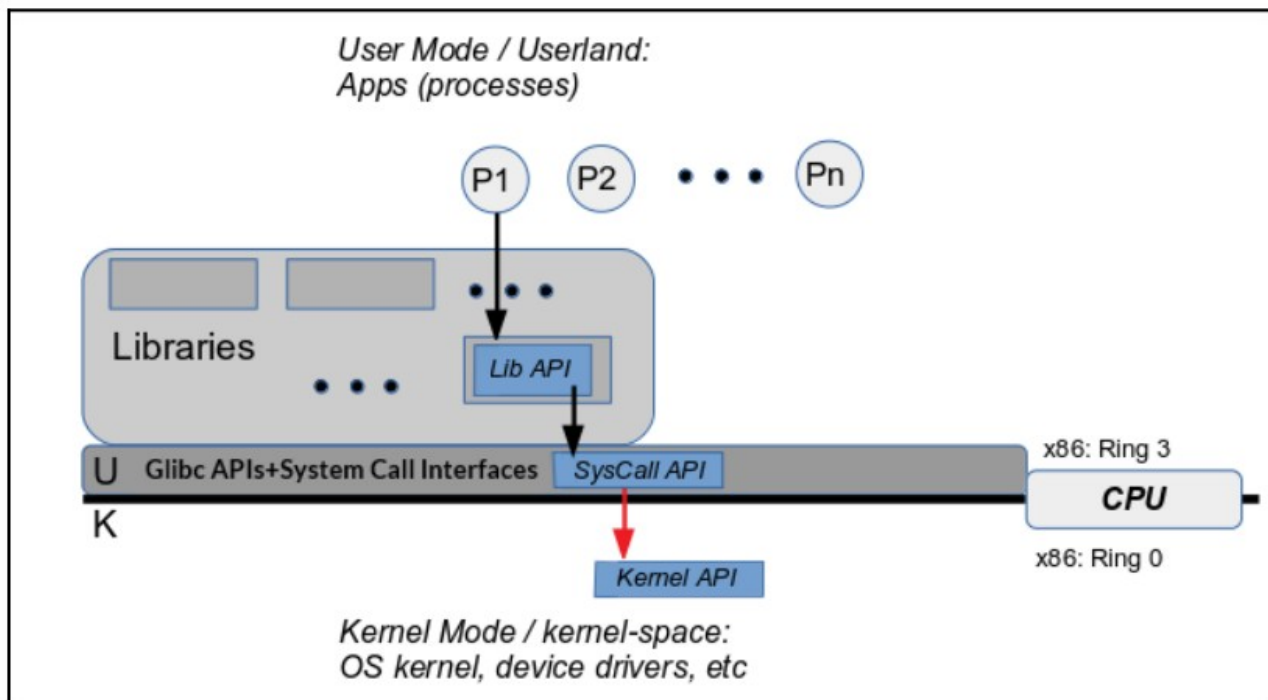 User Mode / Userland:
Apps (processes)
P1
P2
Pn
Libraries
Lib API
x86: Ring 3
U
Glibc APIs+System Call Interfaces
SysCall API
CPU
K
x86: Ring 0
Kernel API
Kernel Mode / kernel-space:
OS kernel, device drivers, etc